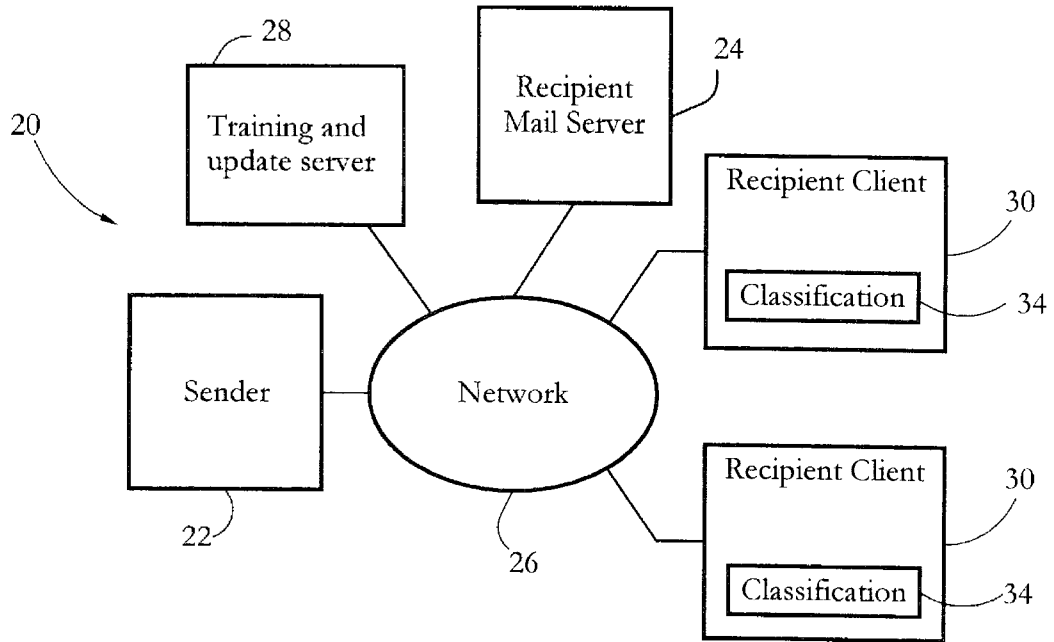 28
24
20
Training and
update server
Recipient
Mail Server
Recipient Client
30
Classification
34
Sender
Network
22
26
Recipient Client
30
Classification
34